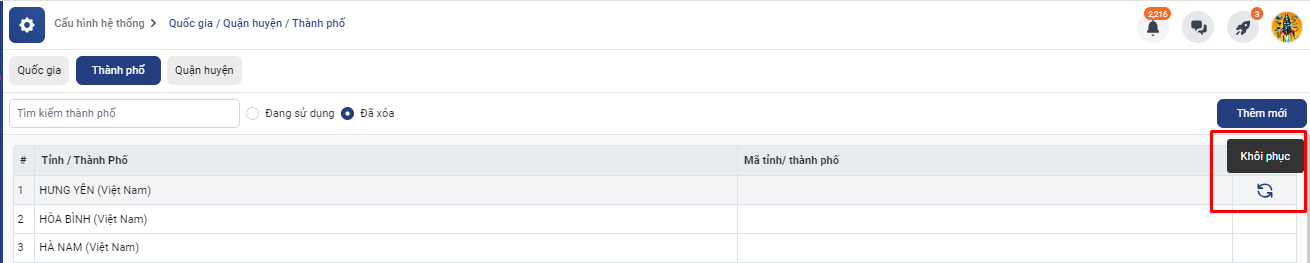 2,216
3
Cấu hình hệ thống > Quốc gia / Quận huyện / Thành phố
Quốc gia Thành phố Quận huyện
Tìm kiếm thành phố Đang sử dụng Đã xóa Thêm mới
# Tỉnh / Thành Phố Mã tỉnh/ thành phố Khôi phục
1 HƯNG YÊN (Việt Nam)
2 HÒA BÌNH (Việt Nam)
3 HÀ NAM (Việt Nam)